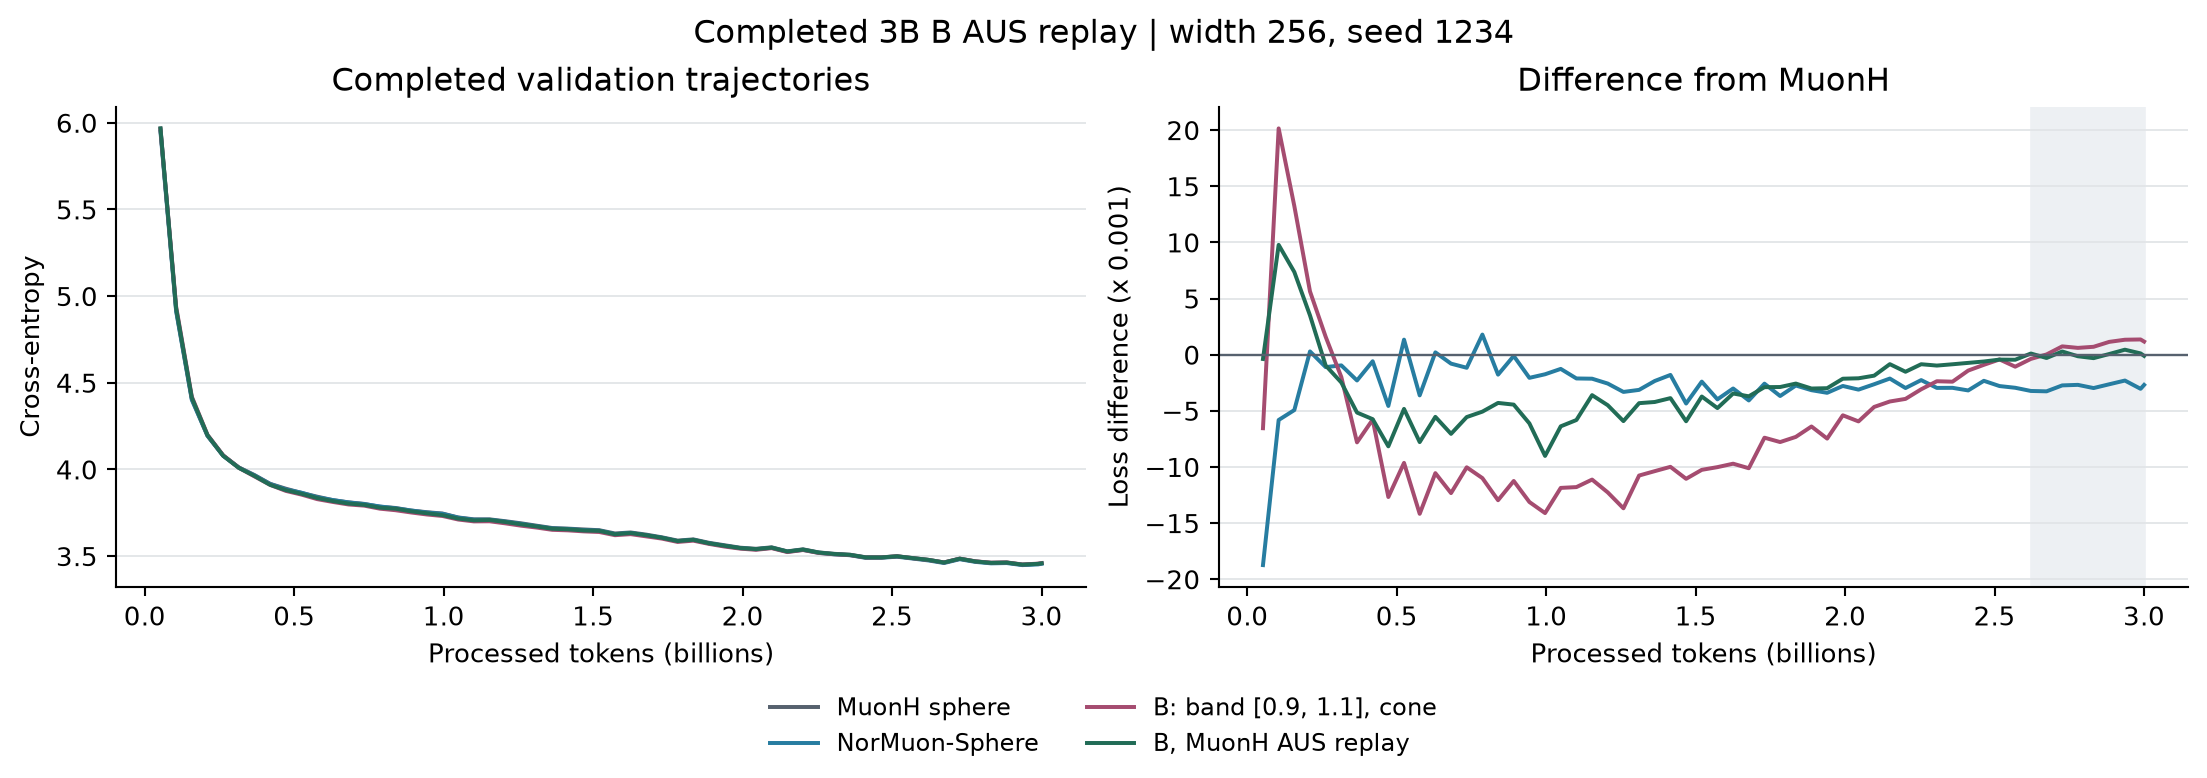 Completed 3B B AUS replay | width 256, seed 1234
Completed validation trajectories
Cross-entropy
6.0
5.5
5.0
4.5
4.0
3.5
0.0 0.5 1.0 1.5 2.0 2.5 3.0
Processed tokens (billions)
Difference from MuonH
Loss difference (x 0.001)
20
15
10
5
0
−5
−10
−15
−20
0.0 0.5 1.0 1.5 2.0 2.5 3.0
Processed tokens (billions)
MuonH sphere
NorMuon-Sphere
B: band [0.9, 1.1], cone
B, MuonH AUS replay